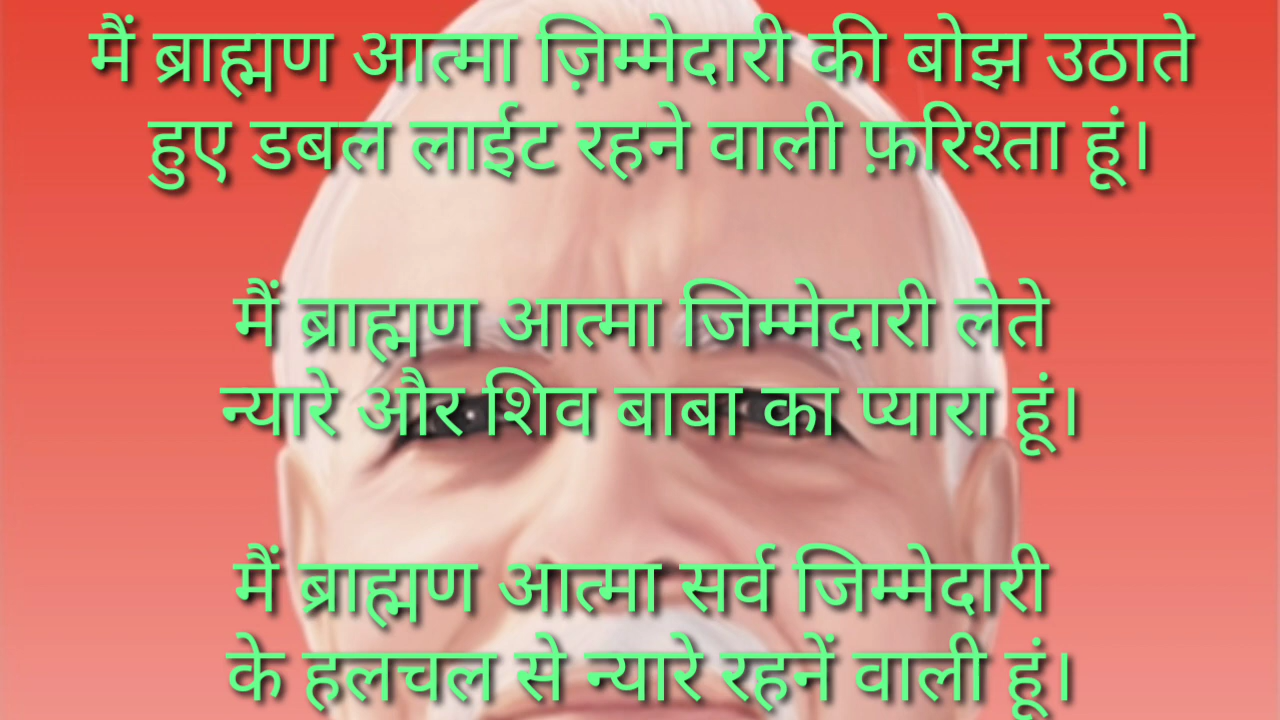 मैं ब्राह्मण आत्मा ज़िम्मेदारी की बोझ उठाते
हुए डबल लाईट रहने वाली फ़रिश्ता हूं।
मैं ब्राह्मण आत्मा जिम्मेदारी लेते
न्यारे और शिव बाबा का प्यारा हूं।
मैं ब्राह्मण आत्मा सर्व जिम्मेदारी
के हलचल से न्यारे रहनें वाली हूं।